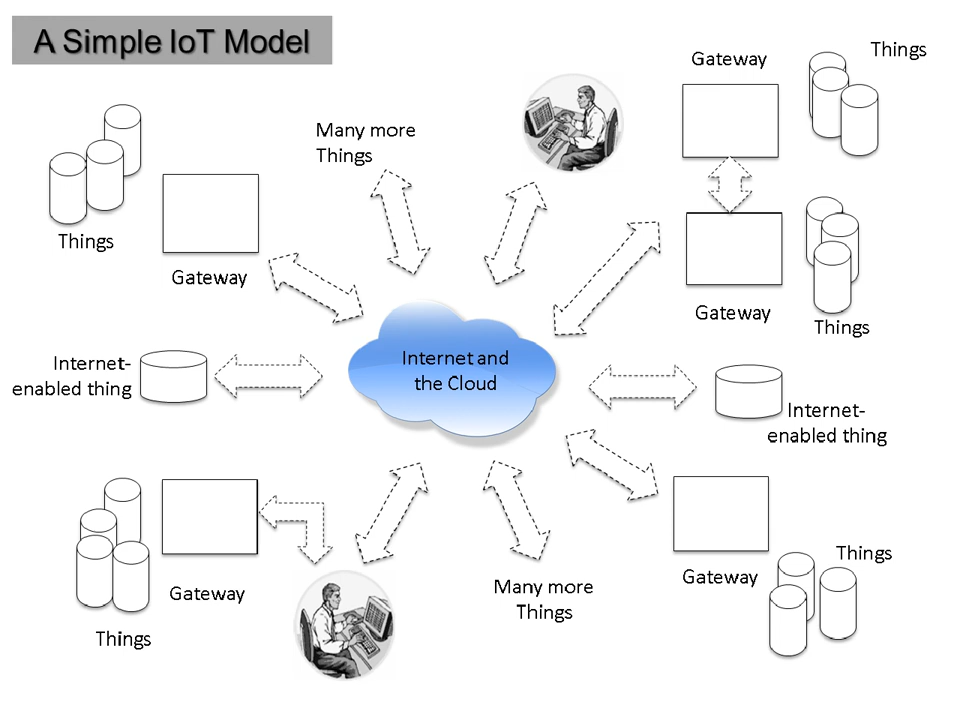 A Simple IoT Model
Gateway
Things
Many more
Things
Things
Gateway
Gateway
Things
Internet-
enabled thing
Internet and
the Cloud
Internet-
enabled thing
Gateway
Things
Many more
Things
Gateway
Things